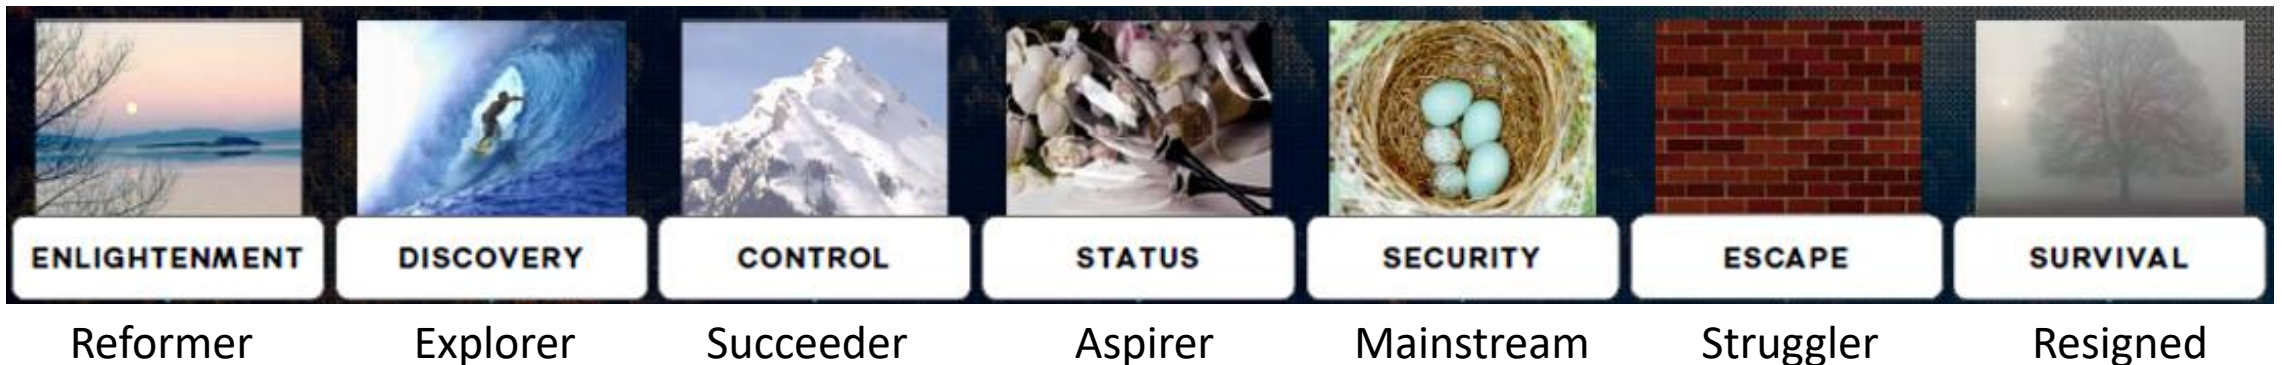 ENLIGHTENMENT DISCOVERY CONTROL STATUS SECURITY ESCAPE SURVIVAL
Reformer Explorer Succeeder Aspirer Mainstream Struggler Resigned